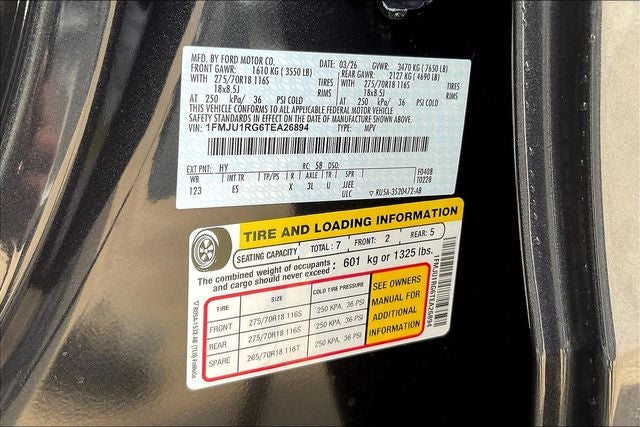 MFD. BY FORD MOTOR CO. DATE: 03/26 GVWR: 3470 KG (7650 LB)
FRONT GAWR: 1610 KG (3550 LB) REAR GAWR: 2127 KG (4690 LB)
WITH 275/70R18 116S TIRES WITH 275/70R18 116S TIRES
18x8.5J RIMS 18x8.5J RIMS
AT 250 kPa/ 36 PSI COLD AT 250 kPa/ 36 PSI COLD
THIS VEHICLE CONFORMS TO ALL APPLICABLE FEDERAL MOTOR VEHICLE
SAFETY STANDARDS IN EFFECT ON THE DATE OF MANUFACTURE SHOWN ABOVE.
VIN: 1FMJU1RG6TEA26894 TYPE: MPV
EXT PNT: HY RC: 58 DSO: F0408
WB INT TR TP/PS R AXLE TR SPR T0228
123 ES X 3L U JJEE
ULC ▽ RU5A-3520472-AB
TIRE AND LOADING INFORMATION
SEATING CAPACITY TOTAL: 7 FRONT: 2 REAR: 5
The combined weight of occupants and cargo should never exceed: 601 kg or 1325 lbs.
TIRE SIZE COLD TIRE PRESSURE
FRONT 275/70R18 116S 250 KPA, 36 PSI
REAR 275/70R18 116S 250 KPA, 36 PSI
SPARE 265/70R18 116T 250 KPA, 36 PSI
SEE OWNERS
MANUAL FOR
ADDITIONAL
INFORMATION
1FMJU1RG6TEA26894